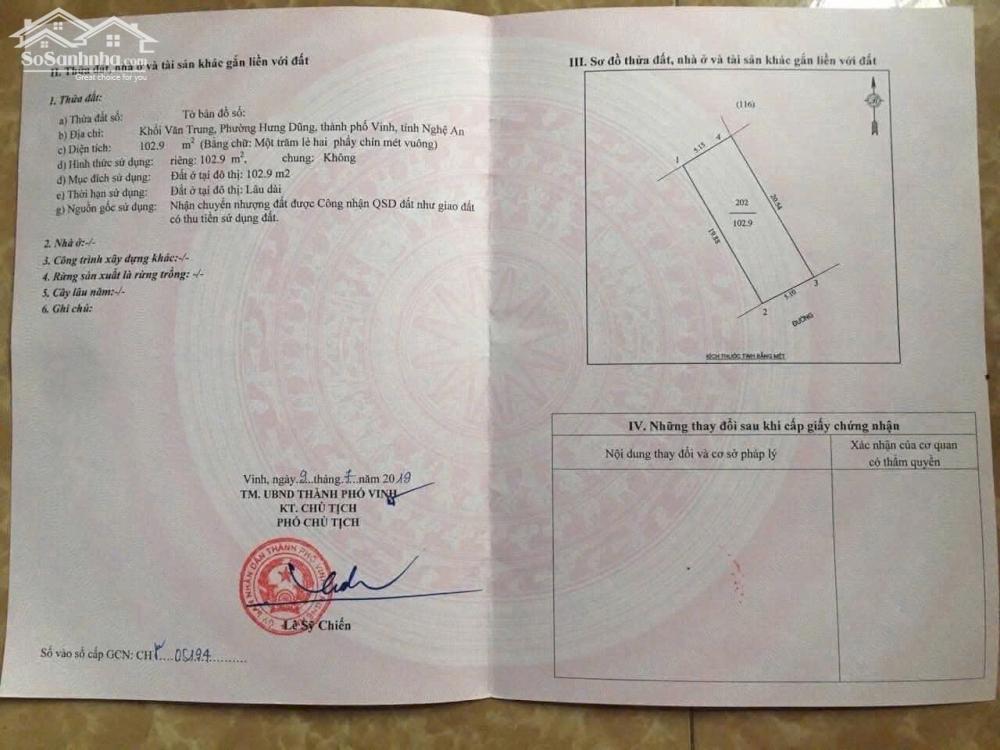 SoSanhnha.com
Great choice for you
II. Thửa đất, nhà ở và tài sản khác gắn liền với đất
1. Thửa đất:
a) Thửa đất số: Tờ bản đồ số:
b) Địa chỉ: Khối Văn Trung, Phường Hưng Dũng, thành phố Vinh, tỉnh Nghệ An
c) Diện tích: 102.9 m² (Bằng chữ: Một trăm lẻ hai phẩy chín mét vuông)
d) Hình thức sử dụng: riêng: 102.9 m², chung: Không
đ) Mục đích sử dụng: Đất ở tại đô thị: 102.9 m2
e) Thời hạn sử dụng: Đất ở tại đô thị: Lâu dài
g) Nguồn gốc sử dụng: Nhận chuyển nhượng đất được Công nhận QSD đất như giao đất
có thu tiền sử dụng đất.
2. Nhà ở:-/-
3. Công trình xây dựng khác:-/-
4. Rừng sản xuất là rừng trồng: -/-
5. Cây lâu năm:-/-
6. Ghi chú:
Vinh, ngày.9..tháng.7...năm 2019
TM. UBND THÀNH PHỐ VINH
KT. CHỦ TỊCH
PHÓ CHỦ TỊCH
Lê Sỹ Chiến
Số vào sổ cấp GCN: CH....05194..........
III. Sơ đồ thửa đất, nhà ở và tài sản khác gắn liền với đất
(116)
4
5.15
1
20.54
202
102.9
19.88
3
5.10
2
ĐƯỜNG
KÍCH THƯỚC TÍNH BẰNG MÉT
IV. Những thay đổi sau khi cấp giấy chứng nhận
Nội dung thay đổi và cơ sở pháp lý
Xác nhận của cơ quan
có thẩm quyền